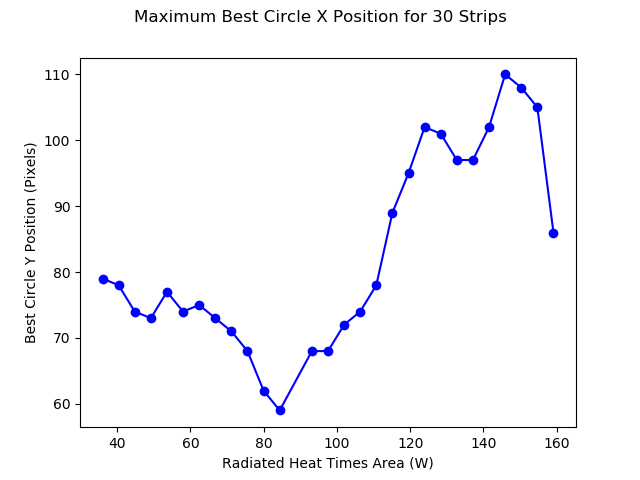 Maximum Best Circle X Position for 30 Strips
110
100
90
80
70
60
Best Circle Y Position (Pixels)
40 60 80 100 120 140 160
Radiated Heat Times Area (W)